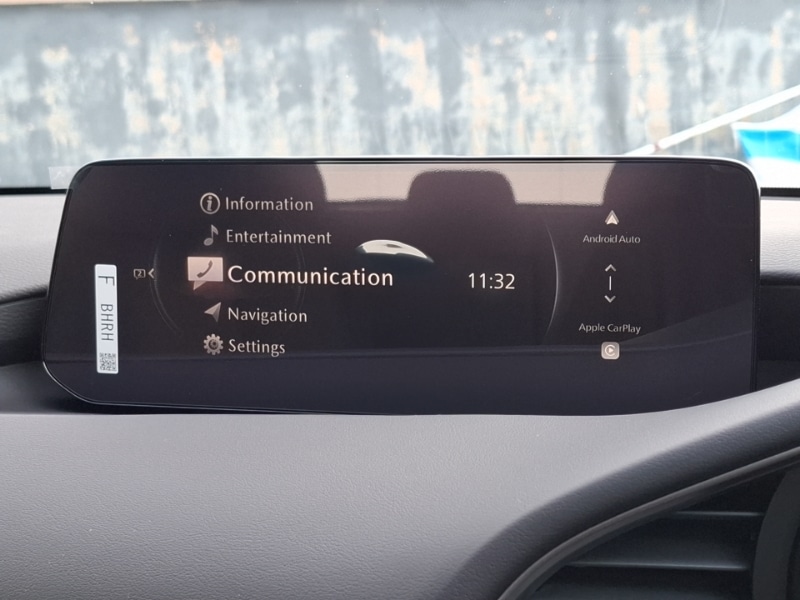 Information
Entertainment
Communication
Navigation
Settings
11:32
Android Auto
Apple CarPlay
F BHRH